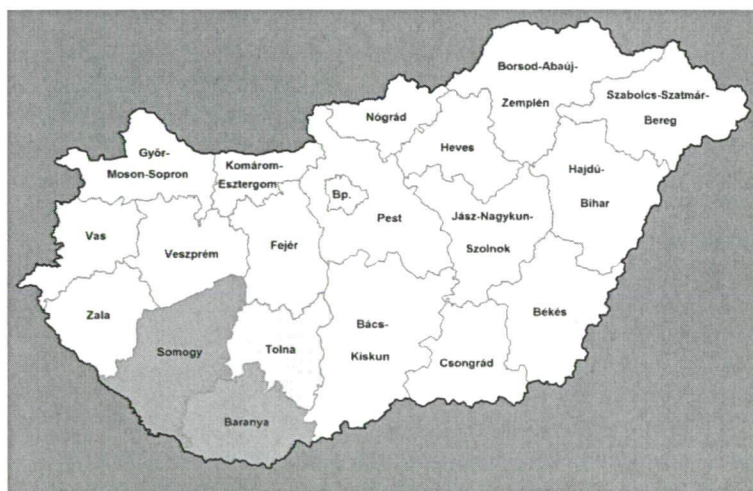 Borsod-Abaúj-
Zemplén
Szabolcs-Szatmár-
Bereg
Nógrád
Heves
Győr-
Moson-Sopron
Komárom-
Esztergom
Hajdú-
Bihar
Bp.
Pest
Jász-Nagykun-
Szolnok
Vas
Veszprém
Fejér
Zala
Somogy
Tolna
Bács-
Kiskun
Békés
Csongrád
Baranya